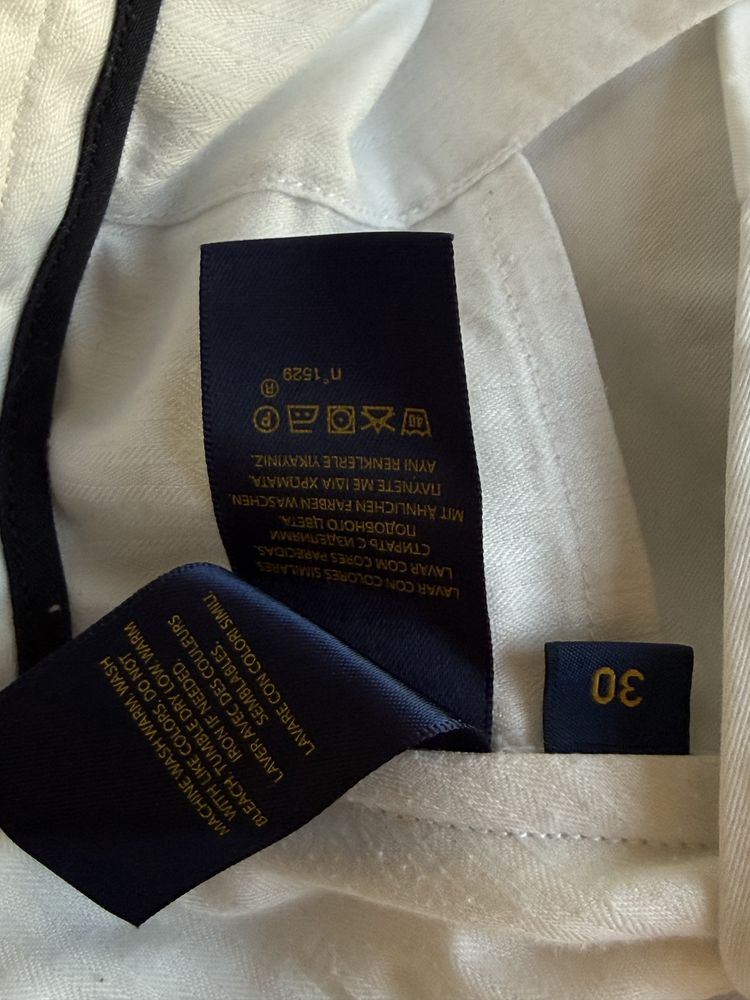 MACHINE WASH WARM WASH
WITH LIKE COLORS. DO NOT
BLEACH, TUMBLE DRY LOW, WARM
IRON IF NEEDED
LAVER AVEC DES COULEURS
SEMBLABLES.
LAVARE CON COLORI SIMILI
LAVAR CON COLORES SIMILARES
LAVAR COM CORES PARECIDAS.
СТИРАТЬ С ИЗДЕЛИЯМИ
ПОДОБНОГО ЦВЕТА.
MIT ÄHNLICHEN FARBEN WASCHEN.
ΠΛΥΝΕΤΕ ΜΕ ΙΔΙΑ ΧΡΩΜΑΤΑ.
AYNI RENKLERLE YIKAYINIZ.
40 P
®
n°1529
30